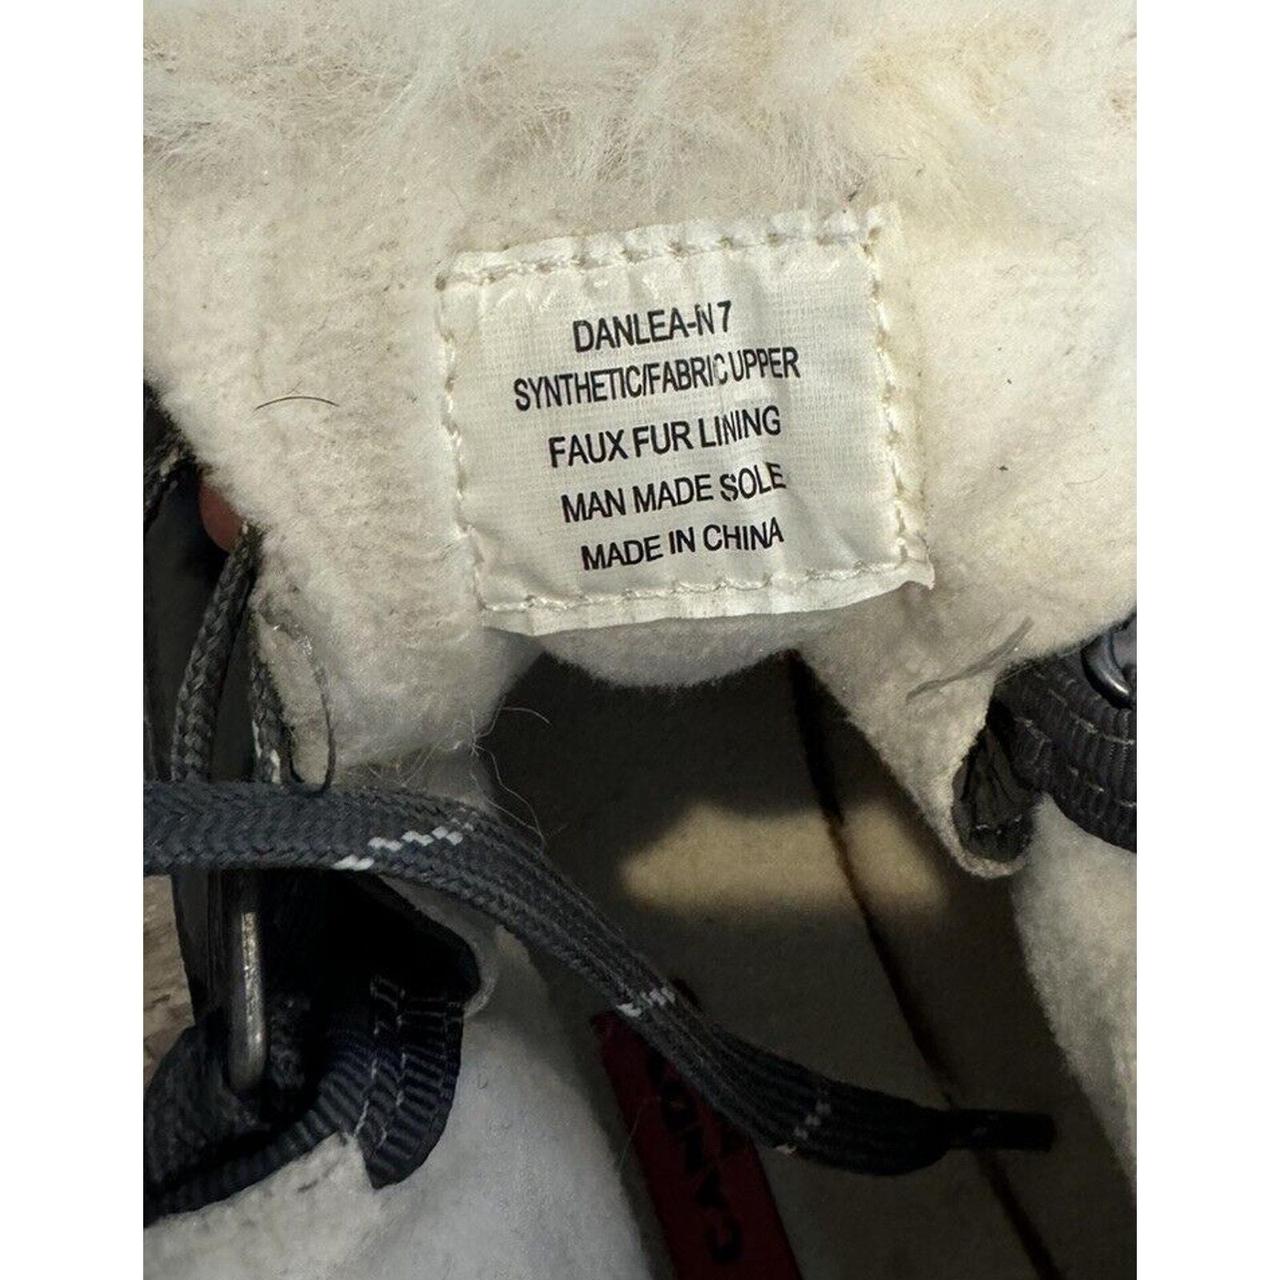 DANLEA-N 7
SYNTHETIC/FABRIC UPPER
FAUX FUR LINING
MAN MADE SOLE
MADE IN CHINA